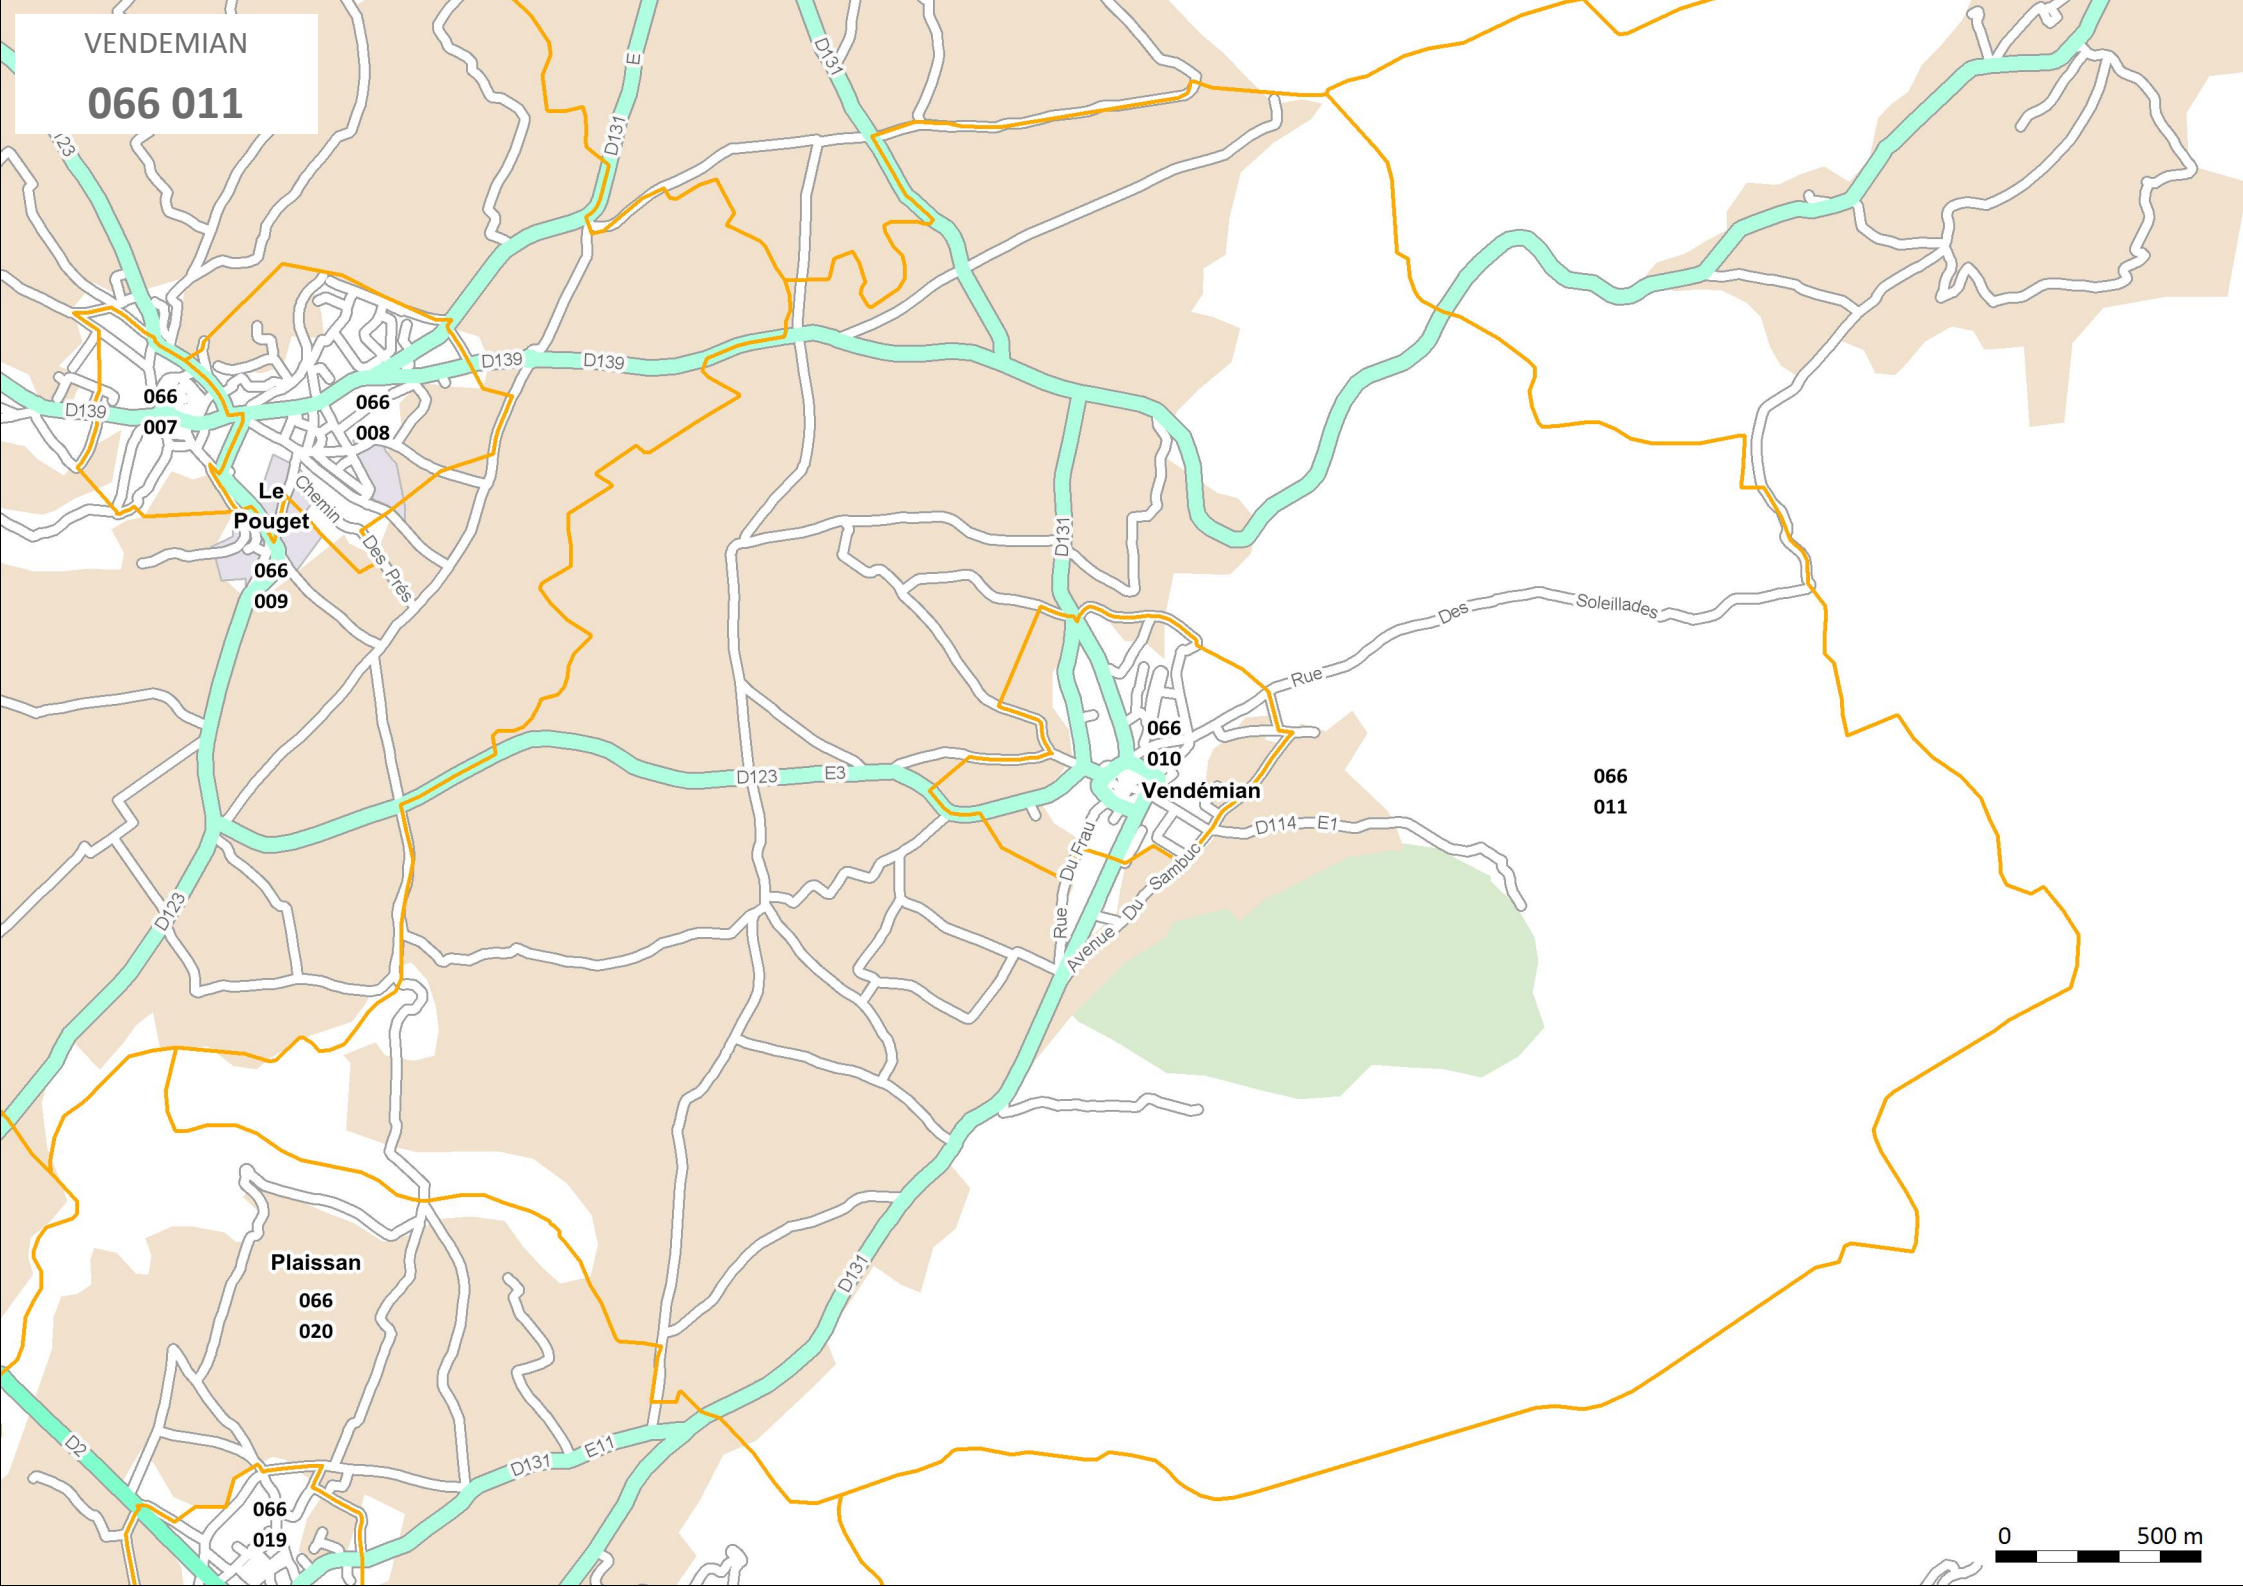 VENDEMIAN
066 011
E
D131
D131
23
D139
D139
D139
066
007
066
008
Le
Pouget
Chemin
Des Prés
066
009
D131
Rue
Des
Soleillades
066
010
Vendémian
D123
E3
066
011
D114
E1
Rue
Du Frau
Avenue
Du
Sambuc
D123
D131
Plaissan
066
020
D2
D131
E11
066
019
0
500 m